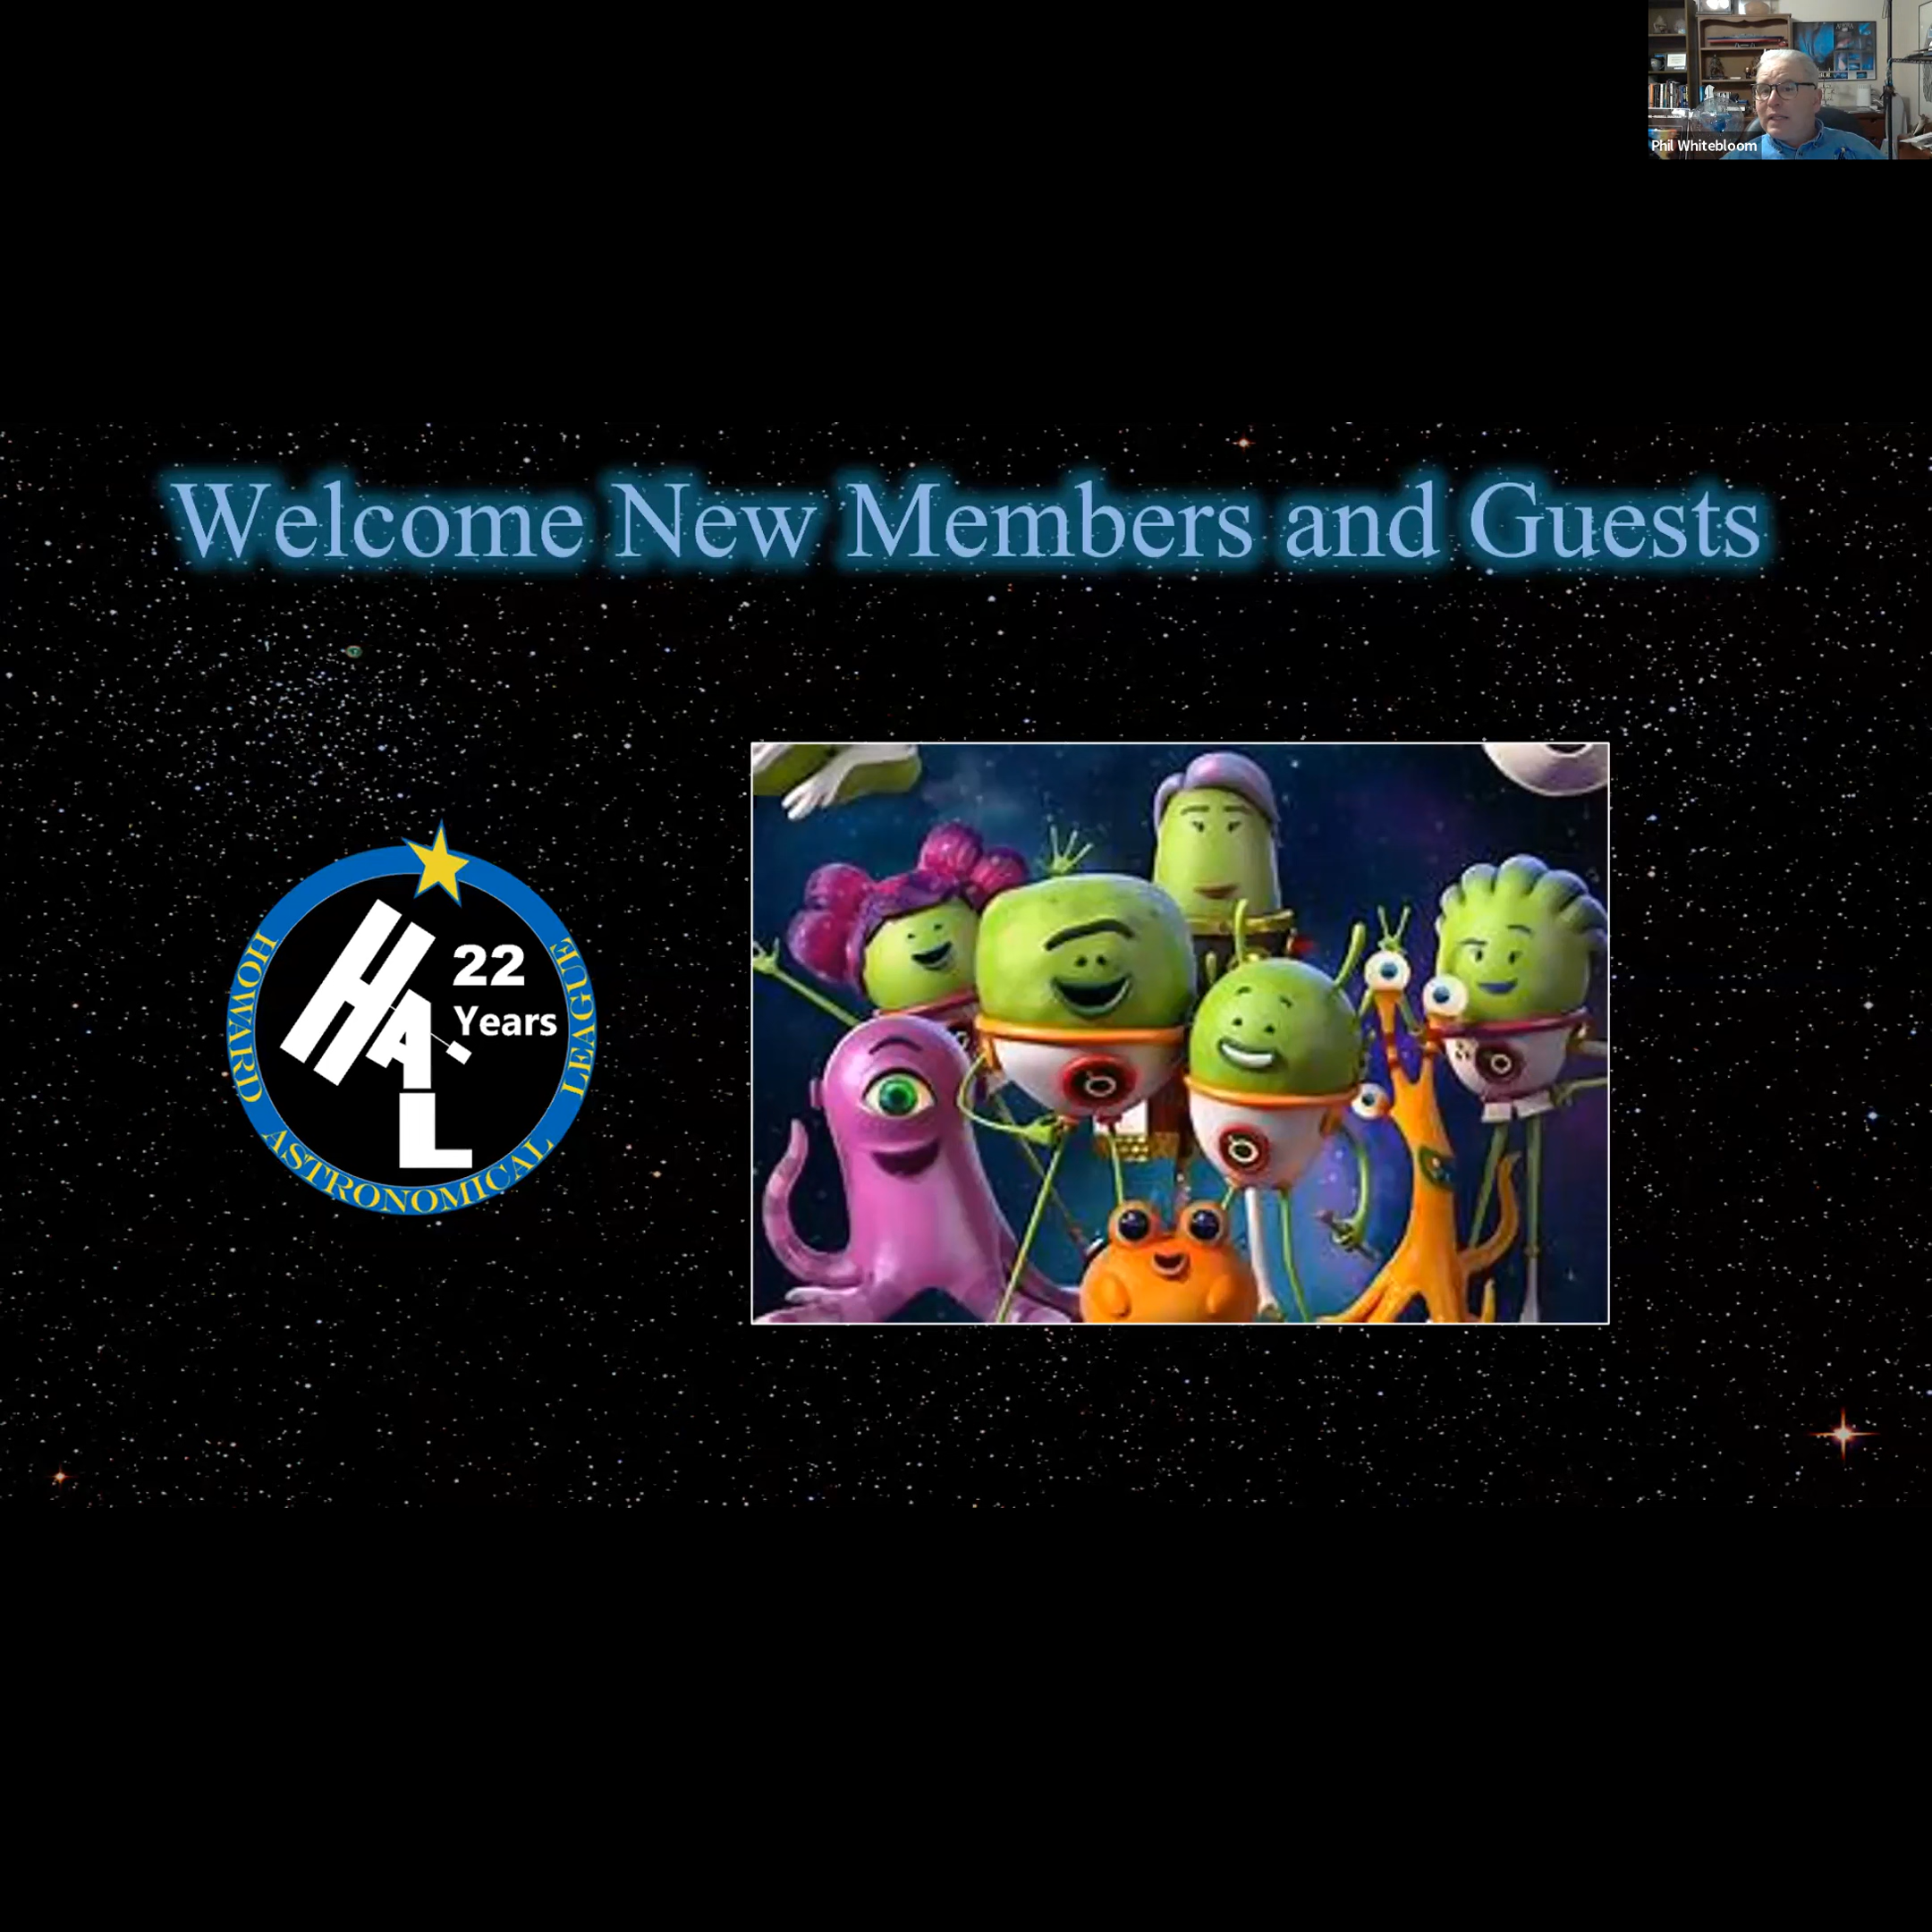 Phil Whitebloom
Welcome New Members and Guests
HAL
22
Years
HOWARD
ASTRONOMICAL
LEAGUE